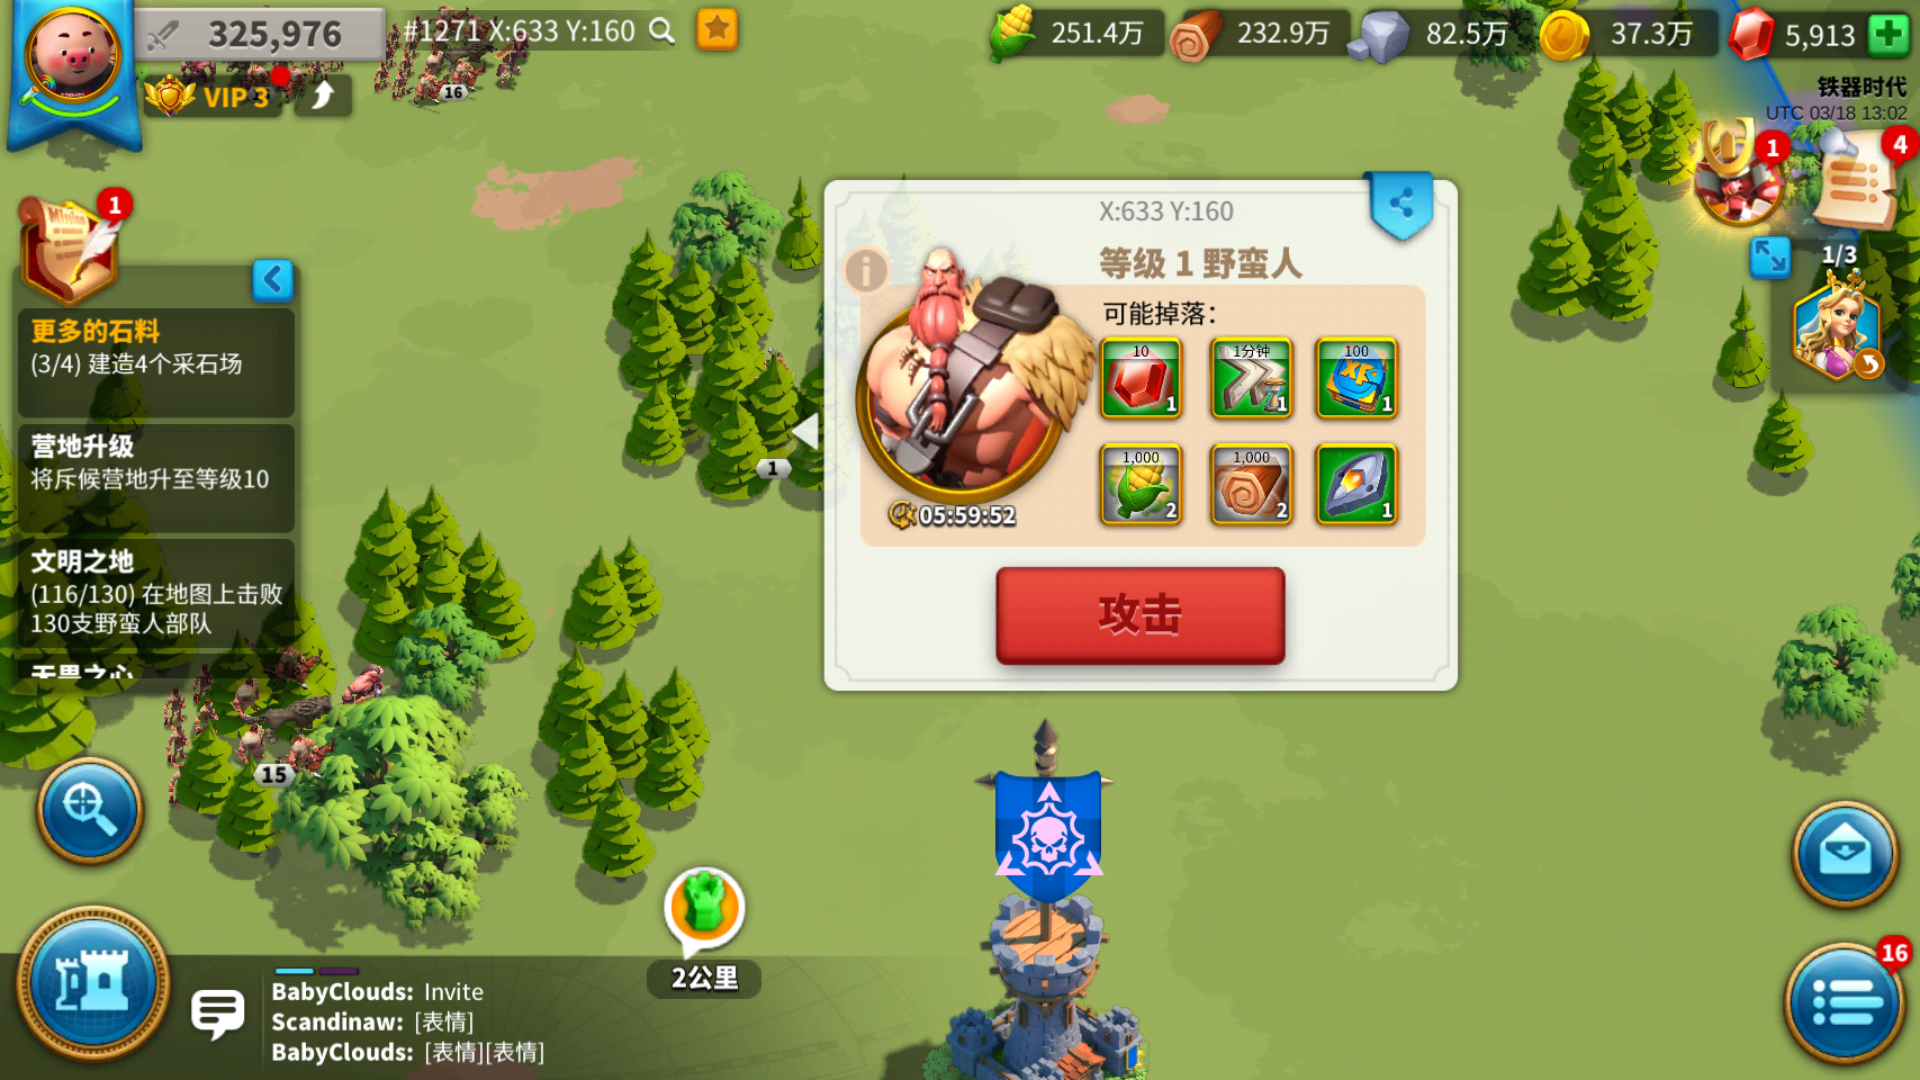 325,976
#1271 X:633 Y:160
251.4万
232.9万
82.5万
37.3万
5,913
VIP 3
16
铁器时代
UTC 03/18 13:02
1
4
1/3
Mission
1
更多的石料
(3/4) 建造4个采石场
营地升级
将斥候营地升至等级10
文明之地
(116/130) 在地图上击败
130支野蛮人部队
无畏之心
X:633 Y:160
等级 1 野蛮人
可能掉落:
10
1
1分钟
1
100
XP
1
1,000
2
1,000
2
1
05:59:52
攻击
1
15
2公里
BabyClouds: Invite
Scandinaw: [表情]
BabyClouds: [表情][表情]
16